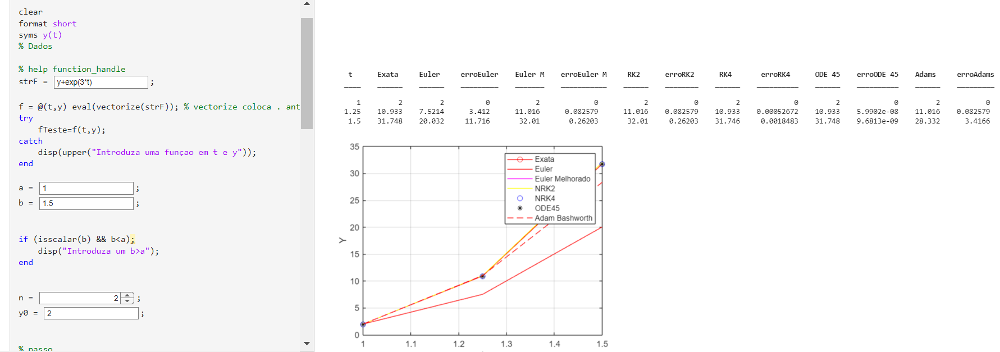 clear
format short
syms y(t)
% Dados
% help function_handle
strF = y+exp(3*t) ;
f = @(t,y) eval(vectorize(strF)); % vectorize coloca . ant
try
fTeste=f(t,y);
catch
disp(upper("Introduza uma funçao em t e y"));
end
a = 1 ;
b = 1.5 ;
if (isscalar(b) && b<a);
disp("Introduza um b>a");
end
n = 2 ;
y0 = 2 ;
% passo
t Exata Euler erroEuler Euler M erroEuler M RK2 erroRK2 RK4 erroRK4 ODE 45 erroODE 45 Adams erroAdams
1 2 2 0 2 0 2 0 2 0 2 0 2 0
1.25 10.933 7.5214 3.412 11.016 0.082579 11.016 0.082579 10.933 0.00052672 10.933 5.9902e-08 11.016 0.082579
1.5 31.748 20.032 11.716 32.01 0.26203 32.01 0.26203 31.746 0.0018483 31.748 9.6813e-09 28.332 3.4166
35
30
25
20
15
10
5
0
Y
Exata
Euler
Euler Melhorado
NRK2
NRK4
ODE45
Adam Bashworth
1 1.1 1.2 1.3 1.4 1.5